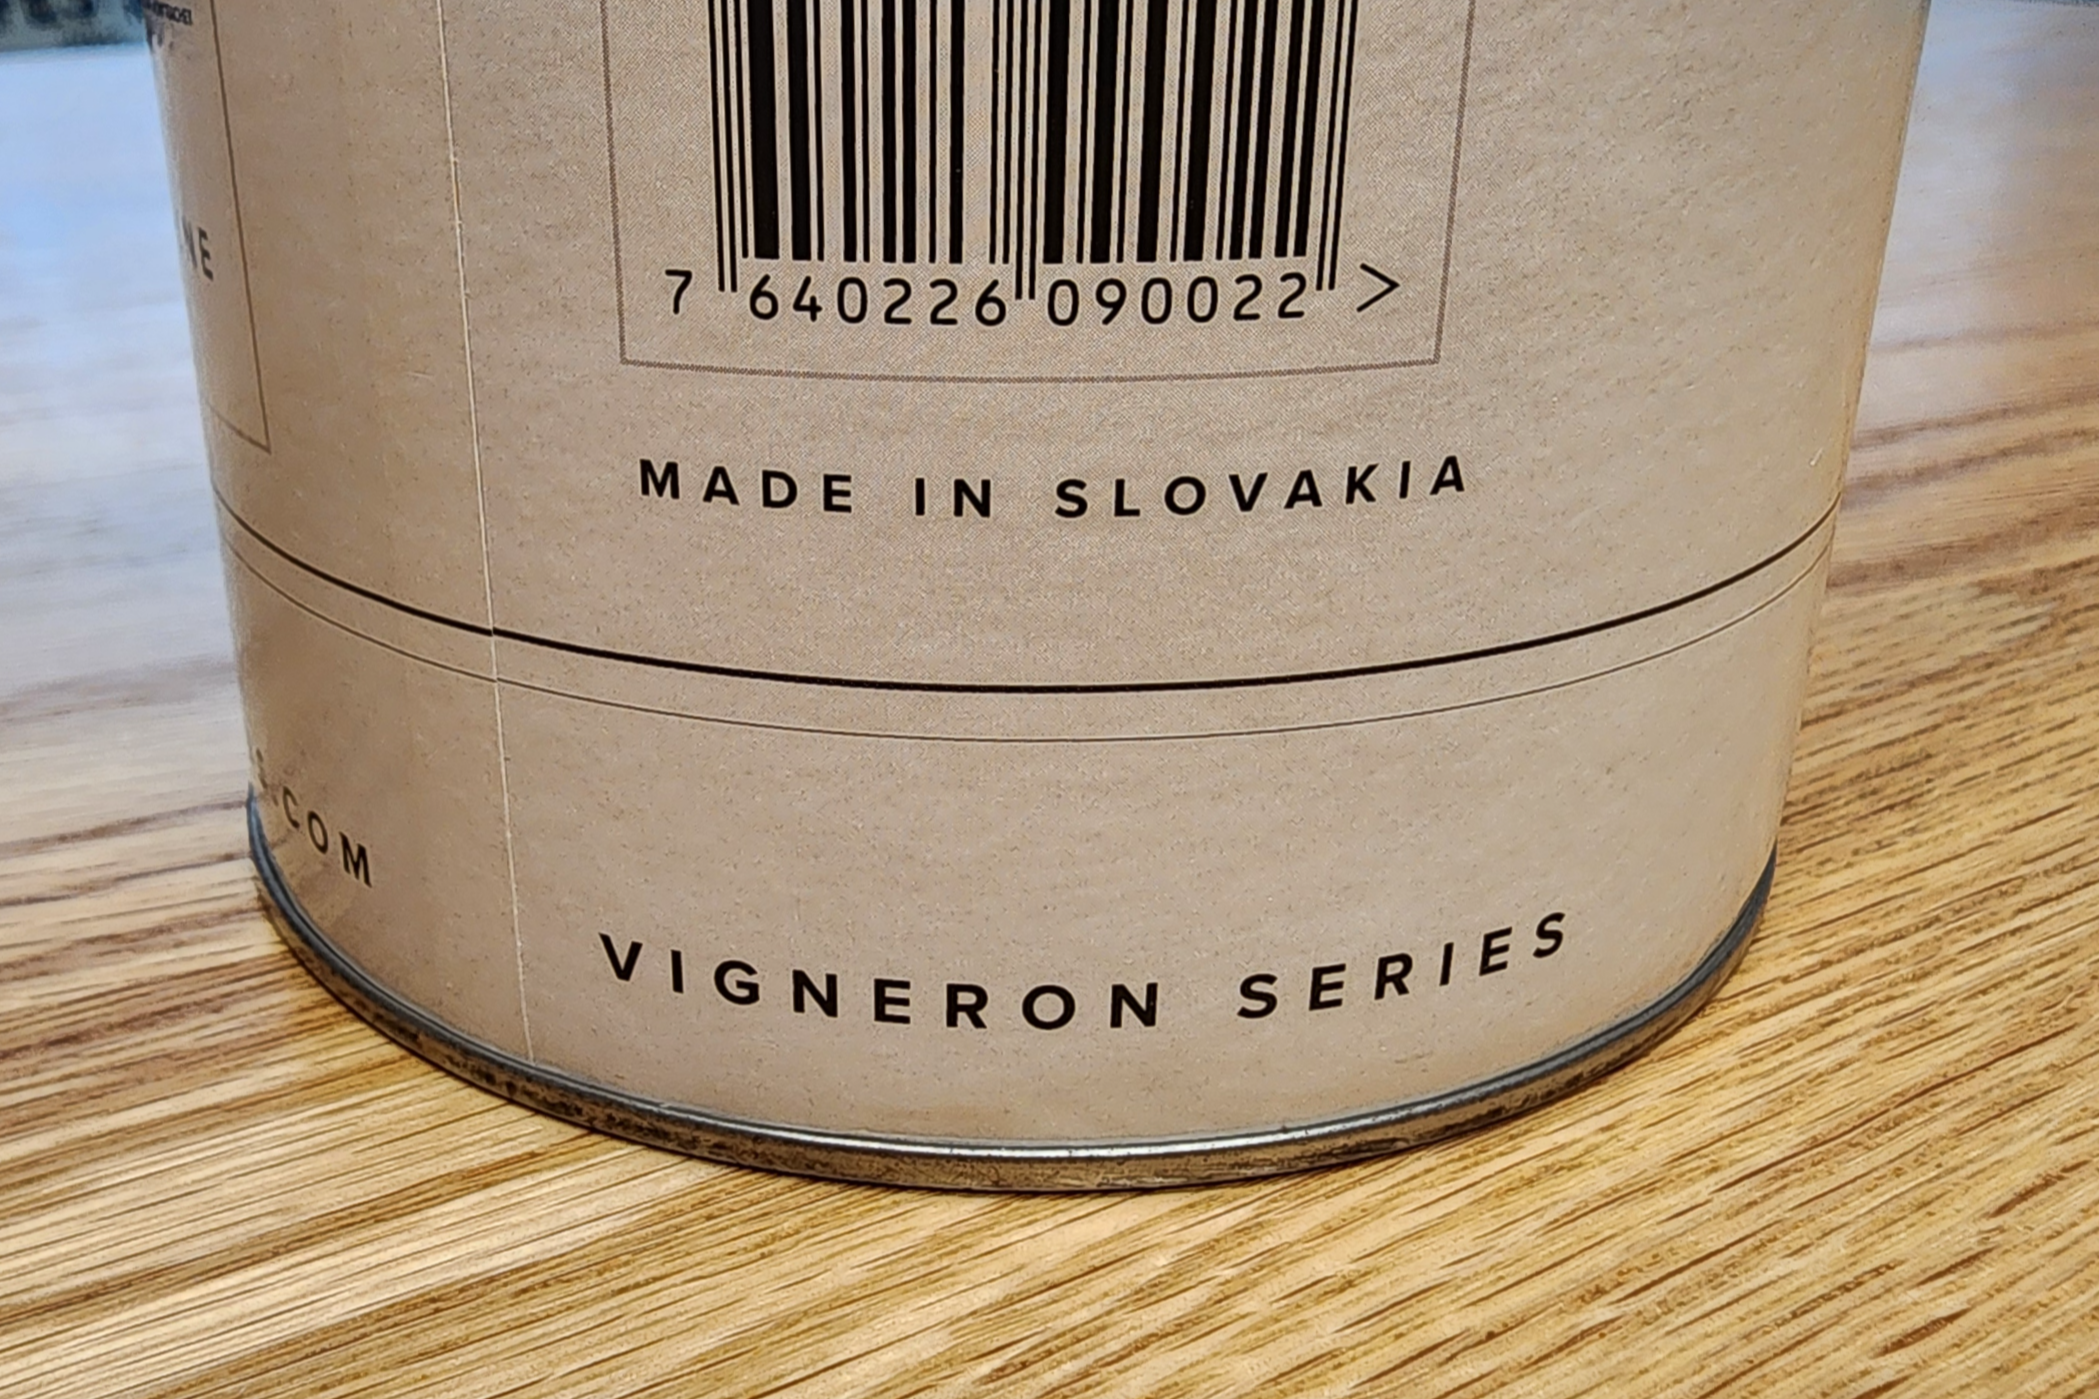 7 640226 090022 >
MADE IN SLOVAKIA
.COM
VIGNERON SERIES